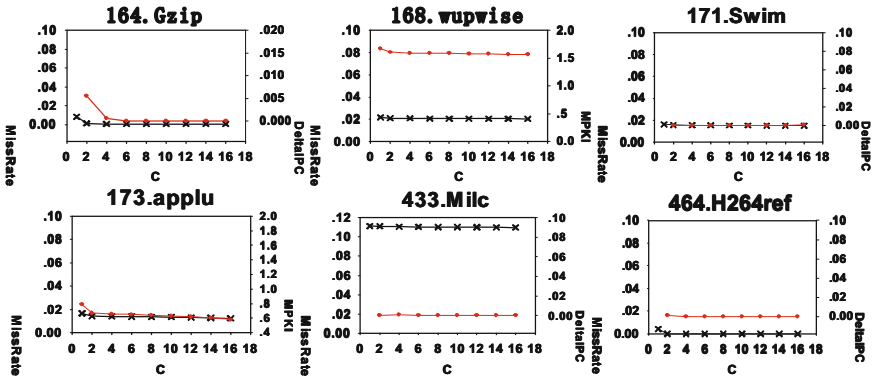 164.Gzip
.10
.08
.06
.04
.02
0.00
.020
.015
.010
.005
0.000
0 2 4 6 8 10 12 14 16 18
C
MissRate
DeltaIPC
168.wupwise
.10
.08
.06
.04
.02
0.00
2.0
1.5
1.0
.5
0.0
0 2 4 6 8 10 12 14 16 18
C
MissRate
MPKI
171.Swim
.10
.08
.06
.04
.02
0.00
.10
.08
.06
.04
.02
0.00
0 2 4 6 8 10 12 14 16 18
C
MissRate
DeltaIPC
173.applu
.10
.08
.06
.04
.02
0.00
2.0
1.8
1.6
1.4
1.2
1.0
.8
.6
.4
0 2 4 6 8 10 12 14 16 18
C
MissRate
MPKI
433.Milc
.12
.10
.08
.06
.04
.02
0.00
.10
.08
.06
.04
.02
0.00
0 2 4 6 8 10 12 14 16 18
C
MissRate
DeltaIPC
464.H264ref
.10
.08
.06
.04
.02
0.00
.10
.08
.06
.04
.02
0.00
0 2 4 6 8 10 12 14 16 18
C
MissRate
DeltaIPC